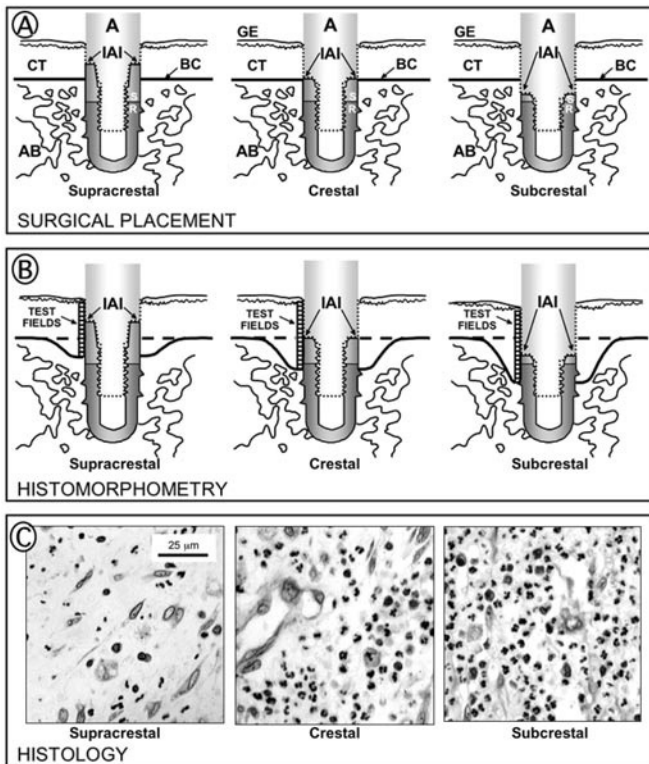 A
A A A
GE GE
IAI IAI IAI
CT BC CT BC CT BC
S S S
R R R
AB AB AB
Supracrestal Crestal Subcrestal
SURGICAL PLACEMENT
B
IAI IAI IAI
TEST TEST TEST
FIELDS FIELDS FIELDS
Supracrestal Crestal Subcrestal
HISTOMORPHOMETRY
C
25 μm
Supracrestal Crestal Subcrestal
HISTOLOGY